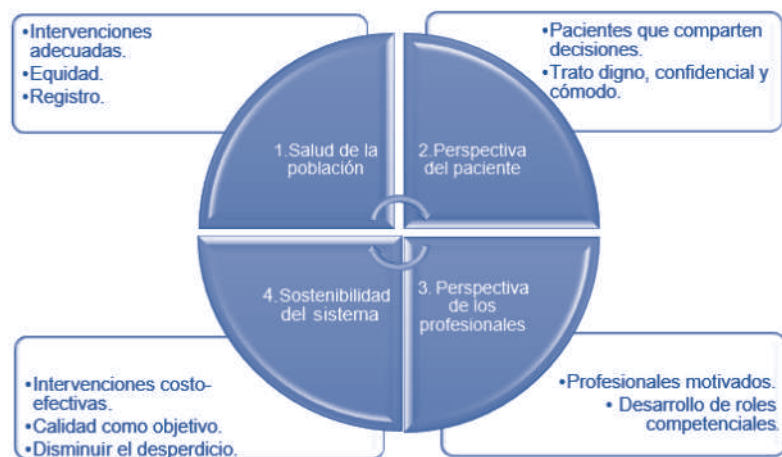 •Intervenciones
adecuadas.
•Equidad.
•Registro.
•Pacientes que comparten
decisiones.
•Trato digno, confidencial y
cómodo.
1.Salud de la
población
2.Perspectiva
del paciente
4.Sostenibilidad
del sistema
3. Perspectiva
de los
profesionales
•Intervenciones costo-
efectivas.
•Calidad como objetivo.
•Disminuir el desperdicio.
•Profesionales motivados.
• Desarrollo de roles
competenciales.